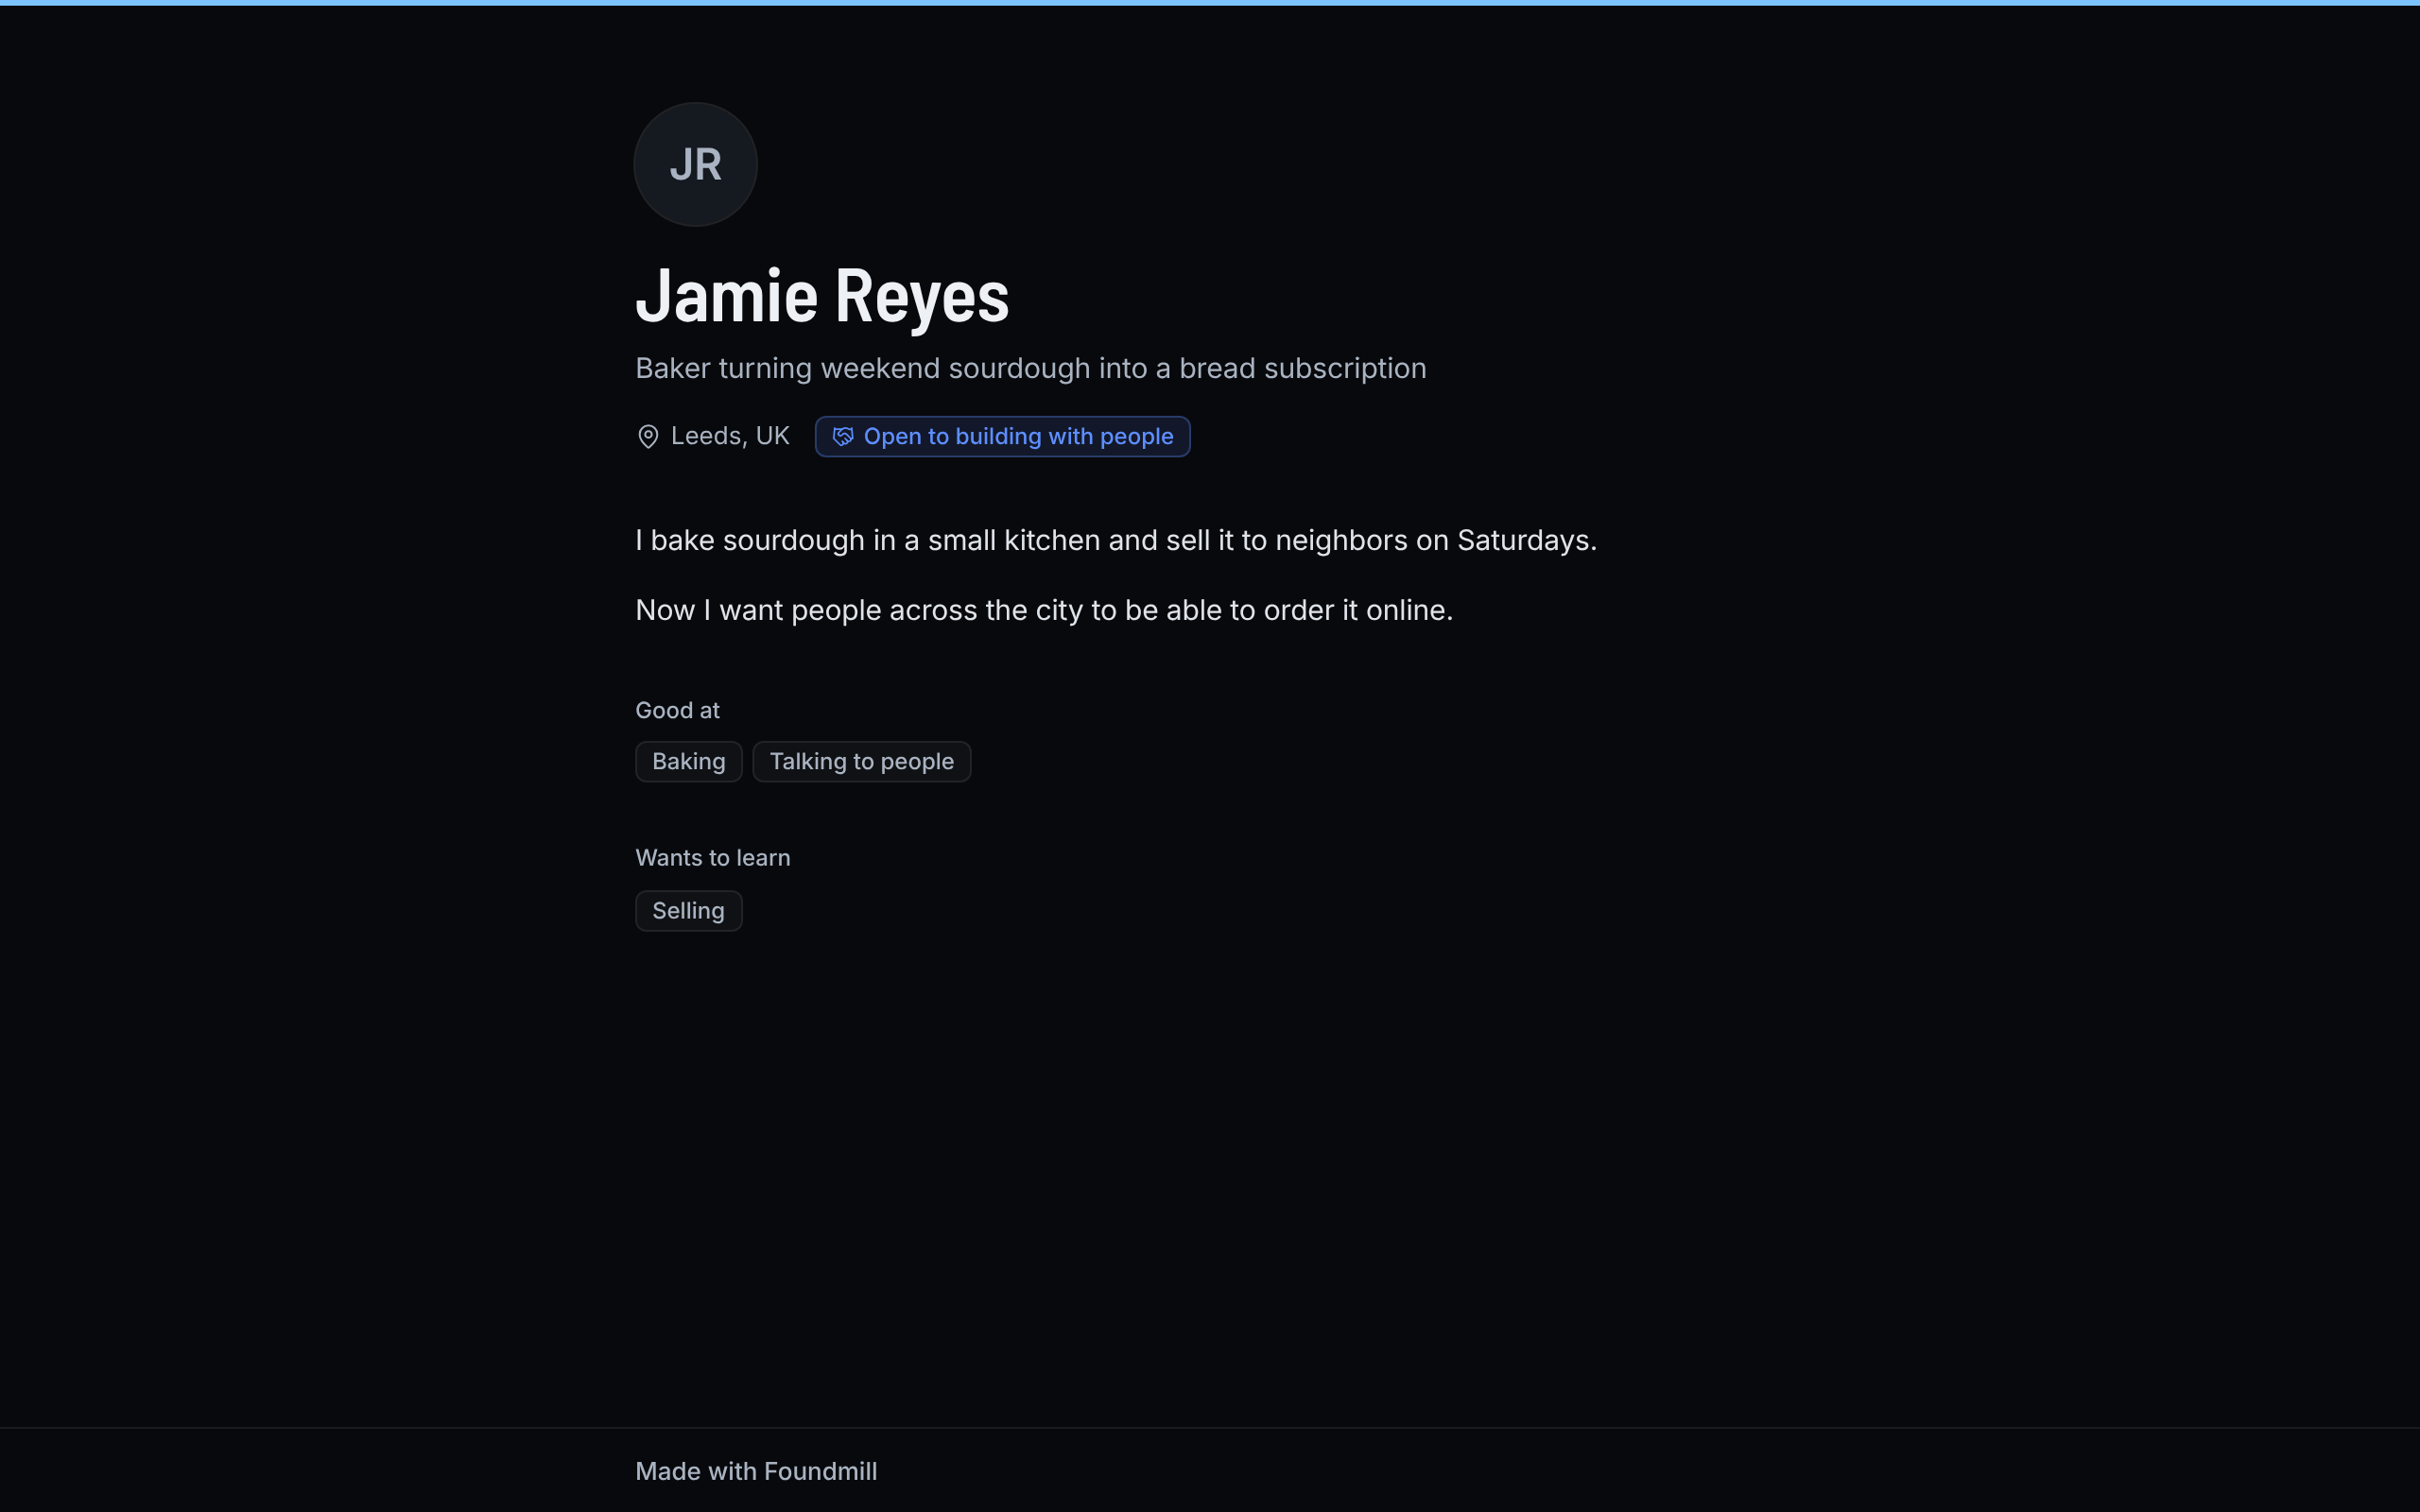 JR
Jamie Reyes
Baker turning weekend sourdough into a bread subscription
Leeds, UK
Open to building with people
I bake sourdough in a small kitchen and sell it to neighbors on Saturdays.
Now I want people across the city to be able to order it online.
Good at
Baking
Talking to people
Wants to learn
Selling
Made with Foundmill